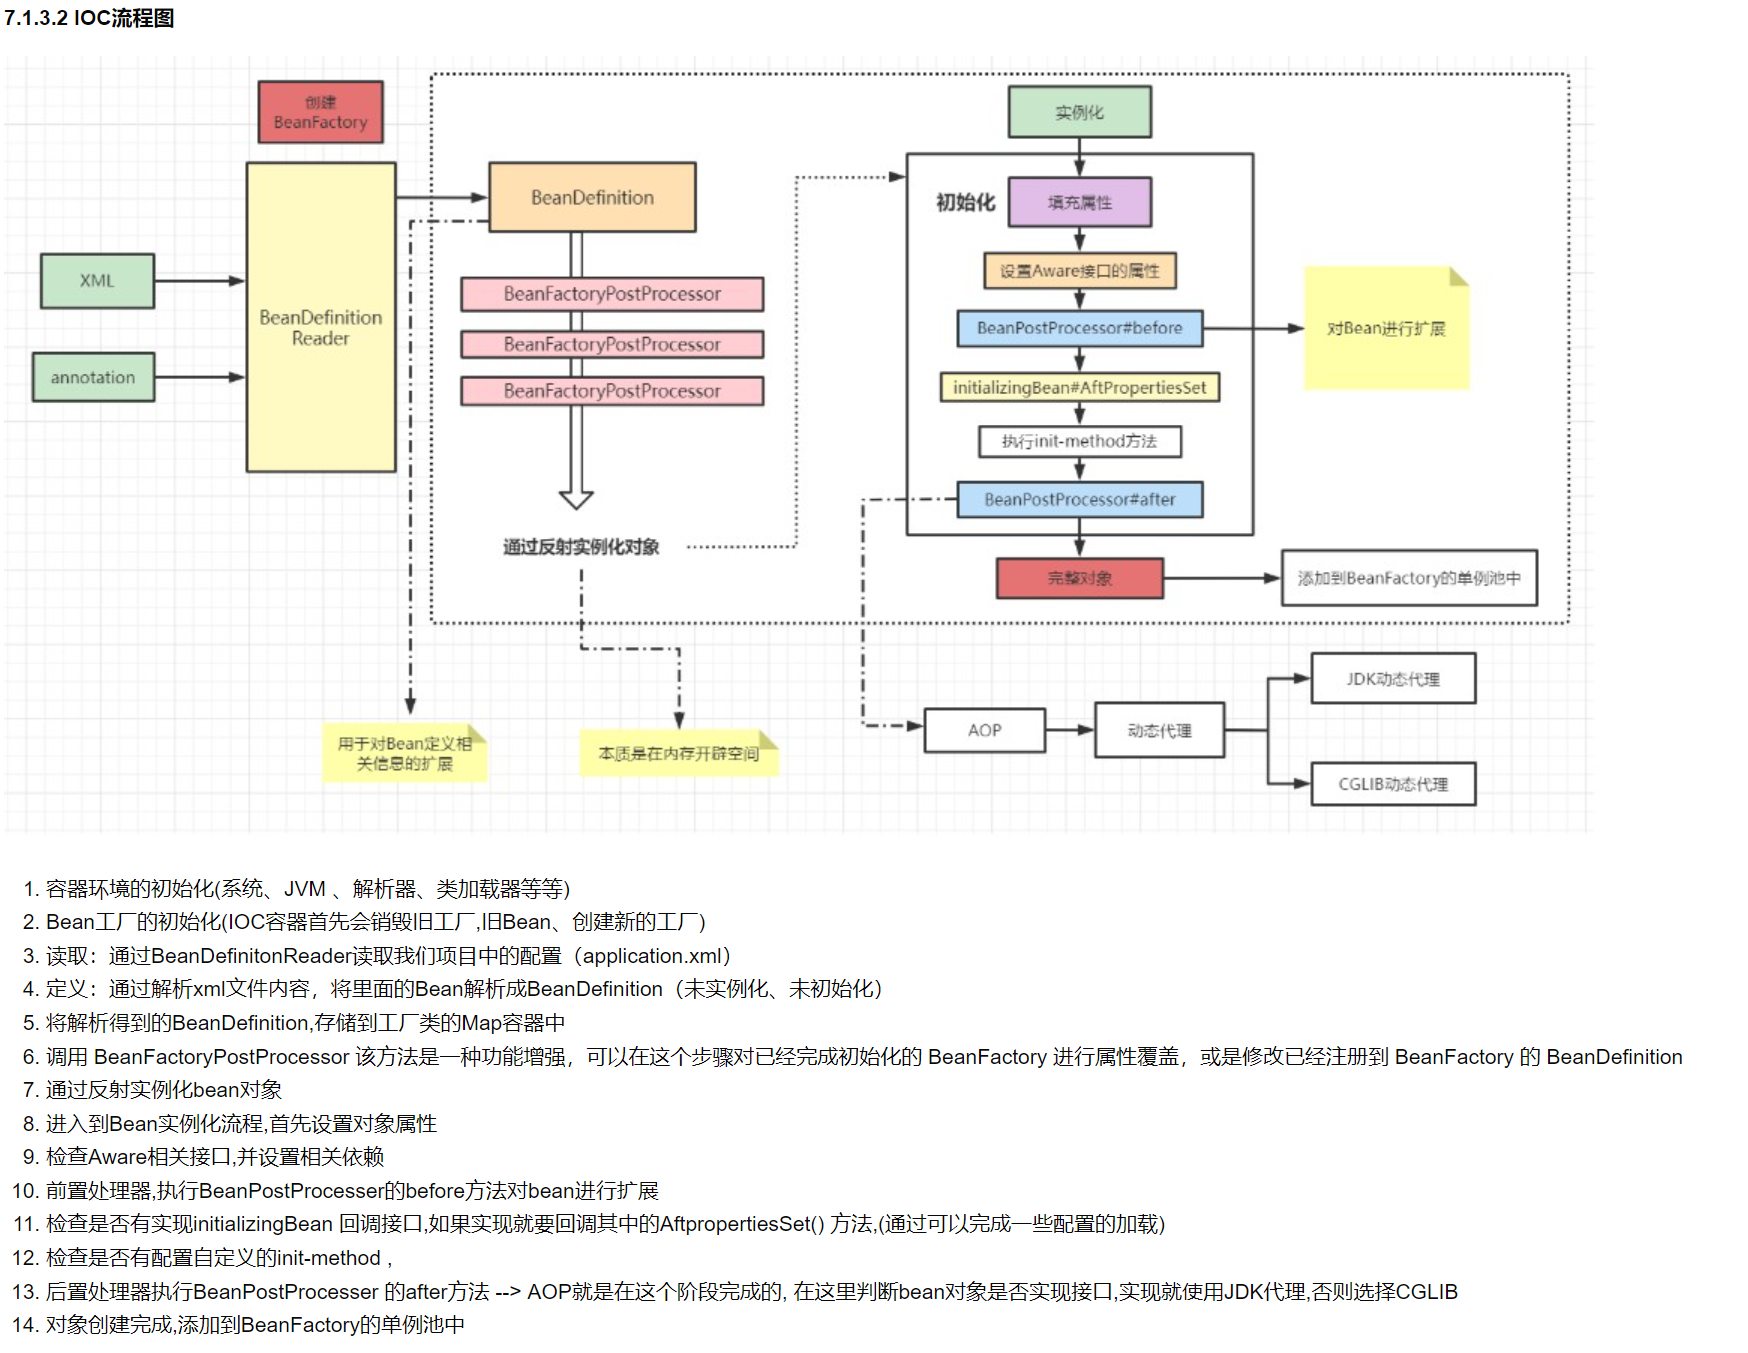 7.1.3.2 IOC流程图
创建
BeanFactory
实例化
BeanDefinition
初始化
填充属性
XML
设置Aware接口的属性
BeanFactoryPostProcessor
BeanDefinition
Reader
BeanPostProcessor#before
对Bean进行扩展
BeanFactoryPostProcessor
annotation
initializingBean#AftPropertiesSet
BeanFactoryPostProcessor
执行init-method方法
BeanPostProcessor#after
通过反射实例化对象
完整对象
添加到BeanFactory的单例池中
JDK动态代理
AOP
动态代理
用于对Bean定义相
关信息的扩展
本质是在内存开辟空间
CGLIB动态代理
1. 容器环境的初始化(系统、JVM 、解析器、类加载器等等)
2. Bean工厂的初始化(IOC容器首先会销毁旧工厂,旧Bean、创建新的工厂)
3. 读取：通过BeanDefinitonReader读取我们项目中的配置（application.xml）
4. 定义：通过解析xml文件内容，将里面的Bean解析成BeanDefinition（未实例化、未初始化）
5. 将解析得到的BeanDefinition,存储到工厂类的Map容器中
6. 调用 BeanFactoryPostProcessor 该方法是一种功能增强，可以在这个步骤对已经完成初始化的 BeanFactory 进行属性覆盖，或是修改已经注册到 BeanFactory 的 BeanDefinition
7. 通过反射实例化bean对象
8. 进入到Bean实例化流程,首先设置对象属性
9. 检查Aware相关接口,并设置相关依赖
10. 前置处理器,执行BeanPostProcesser的before方法对bean进行扩展
11. 检查是否有实现initializingBean 回调接口,如果实现就要回调其中的AftpropertiesSet() 方法,(通过可以完成一些配置的加载)
12. 检查是否有配置自定义的init-method ,
13. 后置处理器执行BeanPostProcesser 的after方法 --> AOP就是在这个阶段完成的, 在这里判断bean对象是否实现接口,实现就使用JDK代理,否则选择CGLIB
14. 对象创建完成,添加到BeanFactory的单例池中